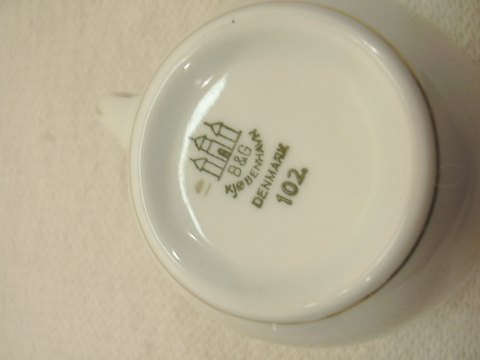 B&G
KJØBENHAVN
DENMARK
102.